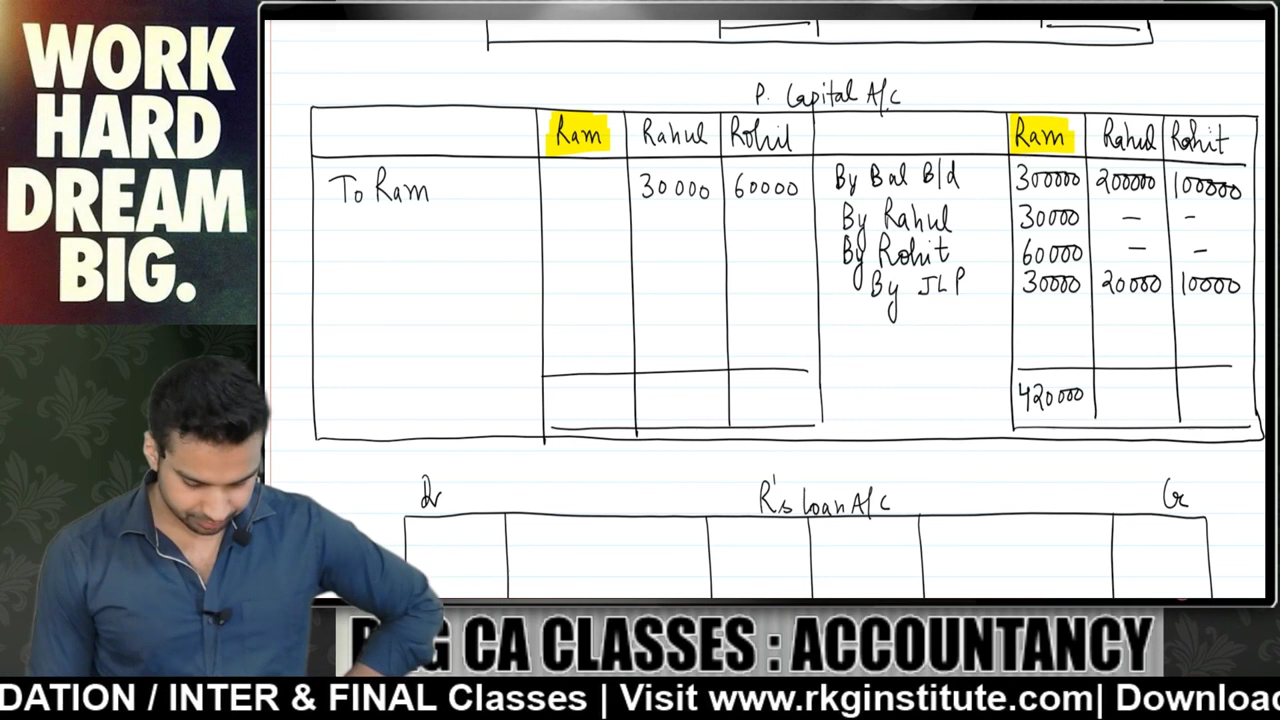 WORK
HARD
DREAM
BIG.
P. Capital A/C
Ram Rahul Rohit Ram Rahul Rohit
To Ram 30000 60000 By Bal B/d 300000 200000 100000
By Rahul 30000 — -
By Rohit 60000 — -
By JLP 30000 20000 10000
420000
Dr R's Loan A/C Cr
CA CLASSES : ACCOUNTANCY
DATION / INTER & FINAL Classes | Visit www.rkginstitute.com| Download